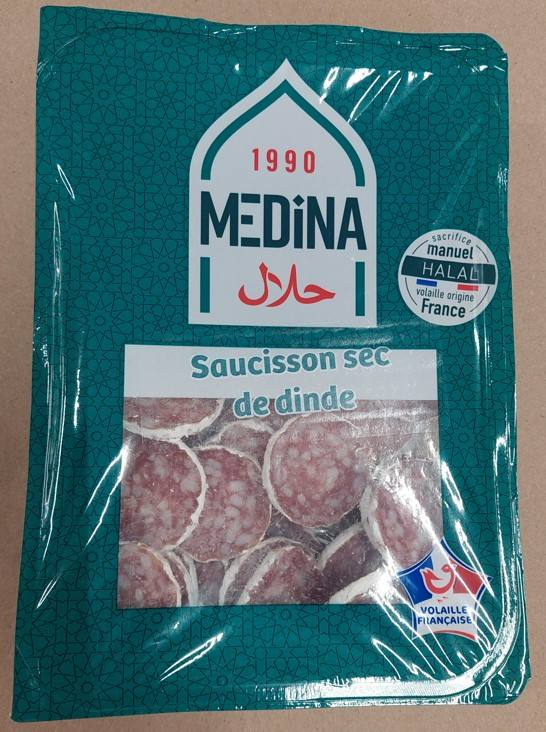 1990
MEDiNA
حلال
sacrifice
manuel
HALAL
volaille origine
France
Saucisson sec
de dinde
VOLAILLE
FRANÇAISE